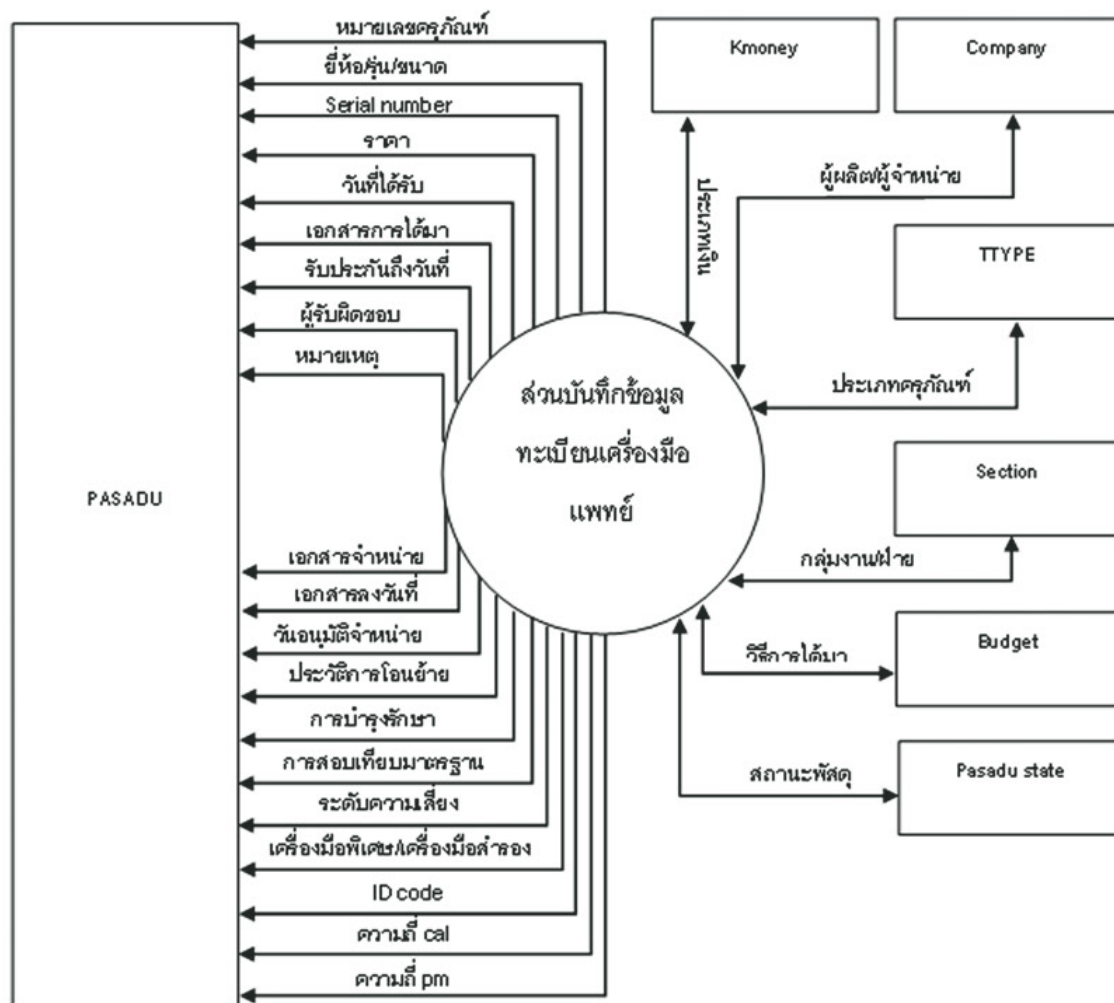 หมายเลขครุภัณฑ์
ยี่ห้อ/รุ่น/ขนาด
Serial number
ราคา
วันที่ได้รับ
เอกสารการได้มา
รับประกันถึงวันที่
ผู้รับผิดชอบ
หมายเหตุ
PASADU
เอกสารจำหน่าย
เอกสารลงวันที่
วันอนุมัติจำหน่าย
ประวัติการโอนย้าย
การบำรุงรักษา
การสอบเทียบมาตรฐาน
ระดับความเสี่ยง
เครื่องมือพิเศษ/เครื่องมือสำรอง
ID code
ความถี่ cal
ความถี่ pm
ส่วนบันทึกข้อมูล
ทะเบียนเครื่องมือ
แพทย์
Kmoney
Company
ประเภทเงิน
ผู้ผลิต/ผู้จำหน่าย
TTYPE
ประเภทครุภัณฑ์
Section
กลุ่มงาน/ฝ่าย
Budget
วิธีการได้มา
Pasadu state
สถานะพัสดุ